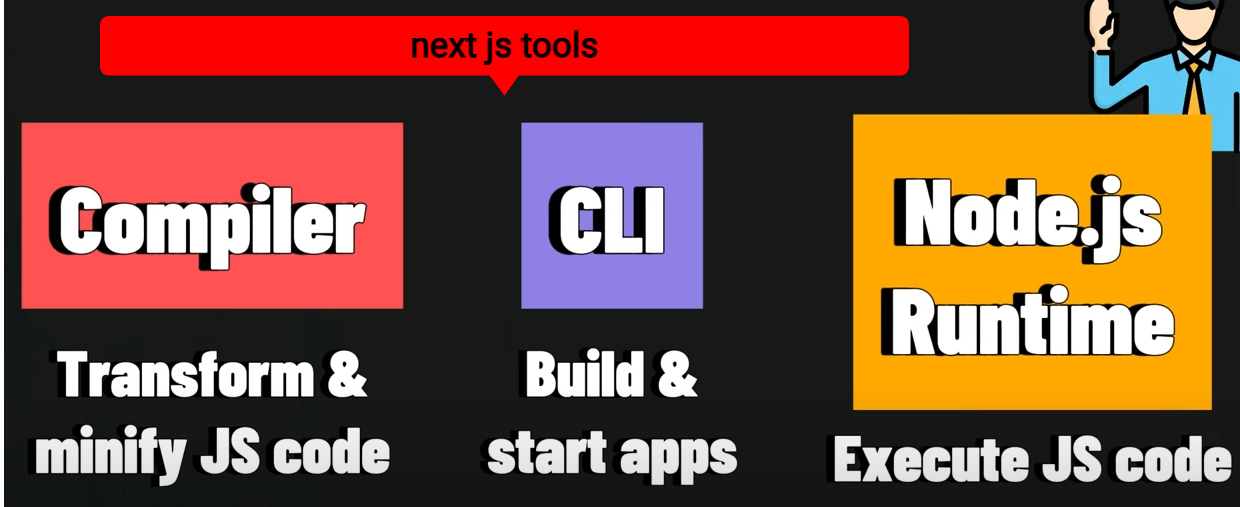 next js tools
Compiler
CLI
Node.js
Runtime
Transform &
minify JS code
Build &
start apps
Execute JS code